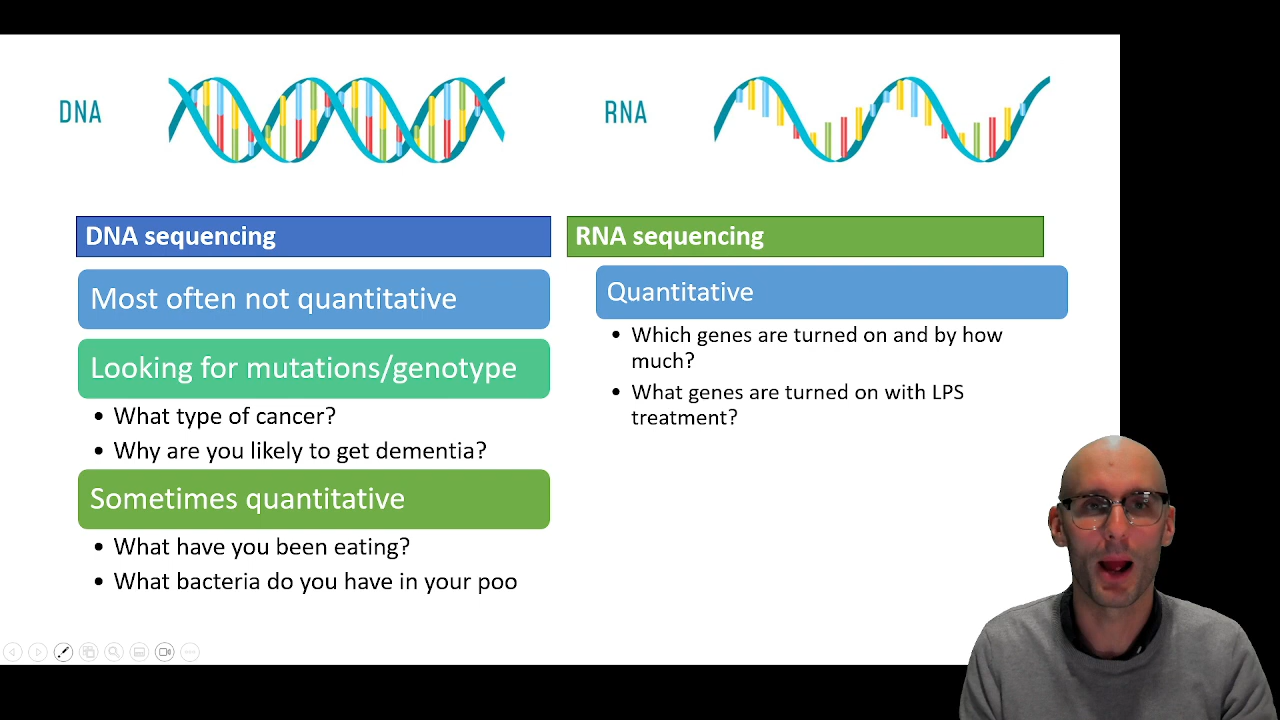 DNA
RNA
DNA sequencing
Most often not quantitative
Looking for mutations/genotype
• What type of cancer?
• Why are you likely to get dementia?
Sometimes quantitative
• What have you been eating?
• What bacteria do you have in your poo
RNA sequencing
Quantitative
• Which genes are turned on and by how
much?
• What genes are turned on with LPS
treatment?